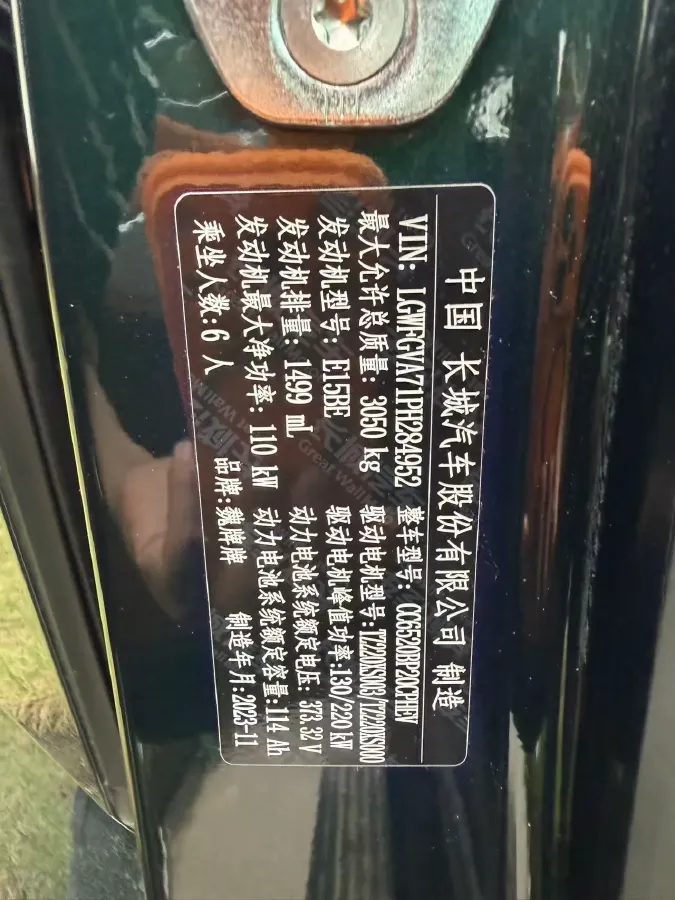 中国 长城汽车股份有限公司 制造
VIN: LGWFGVA71PH284952 整车型号: CC6520BP20CPHEV
最大允许总质量: 3050 kg 驱动电机型号:TZ220XS103/TZ220XS000
发动机型号: E15BE 驱动电机峰值功率:130/220 kW
发动机排量: 1499 mL 动力电池系统额定电压: 373.32 V
发动机最大净功率: 110 kW 动力电池系统额定容量:114 Ah
乘坐人数:6 人 品牌:魏牌牌 制造年月:2023-11